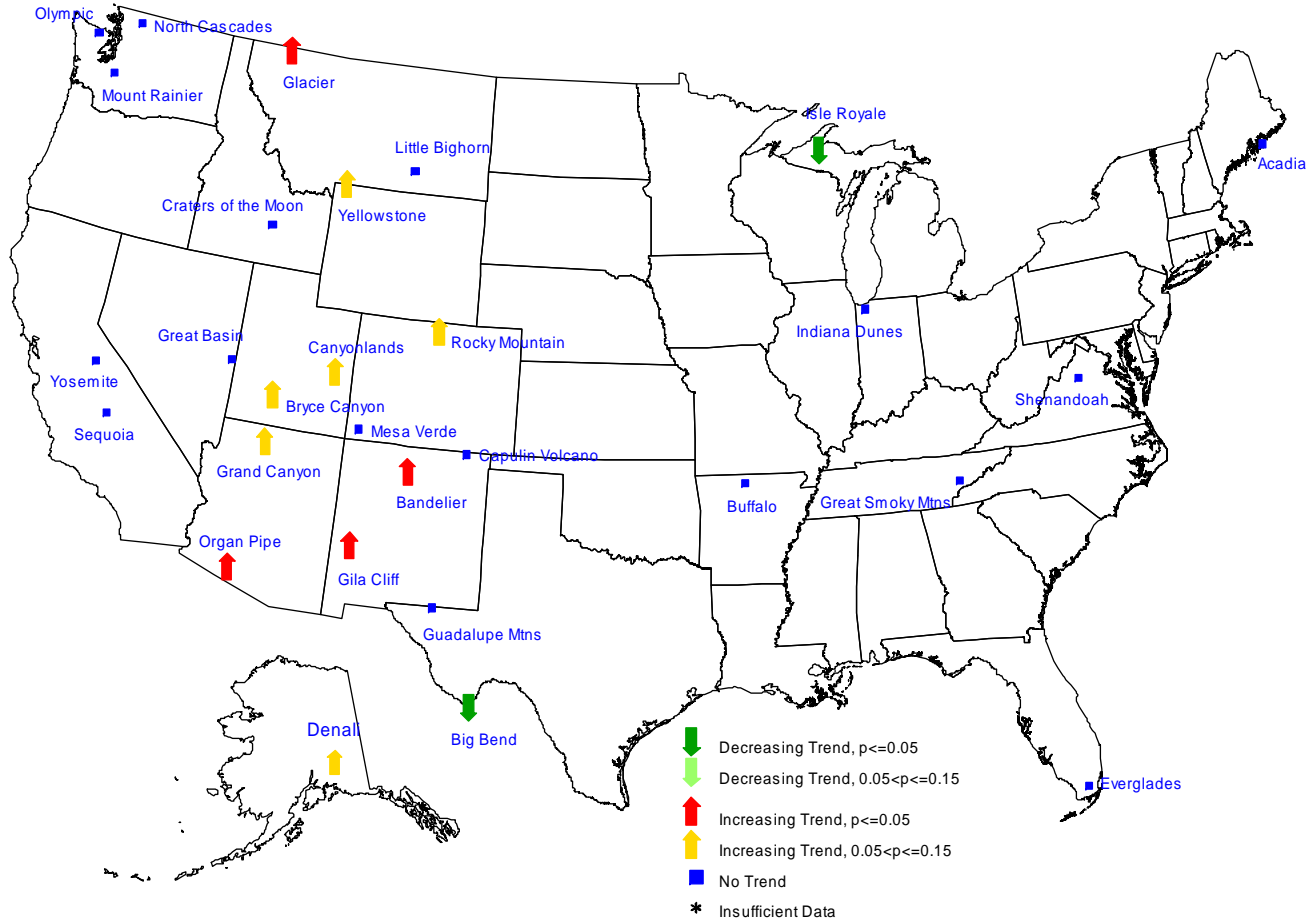 Olympic
North Cascades
Glacier
Mount Rainier
Isle Royale
Little Bighorn
Acadia
Craters of the Moon
Yellowstone
Great Basin
Canyonlands
Rocky Mountain
Indiana Dunes
Yosemite
Bryce Canyon
Shenandoah
Sequoia
Mesa Verde
Capulin Volcano
Grand Canyon
Bandelier
Buffalo
Great Smoky Mtns
Organ Pipe
Gila Cliff
Guadalupe Mtns
Denali
Big Bend
Everglades
Decreasing Trend, p<=0.05
Decreasing Trend, 0.05<p<=0.15
Increasing Trend, p<=0.05
Increasing Trend, 0.05<p<=0.15
No Trend
Insufficient Data